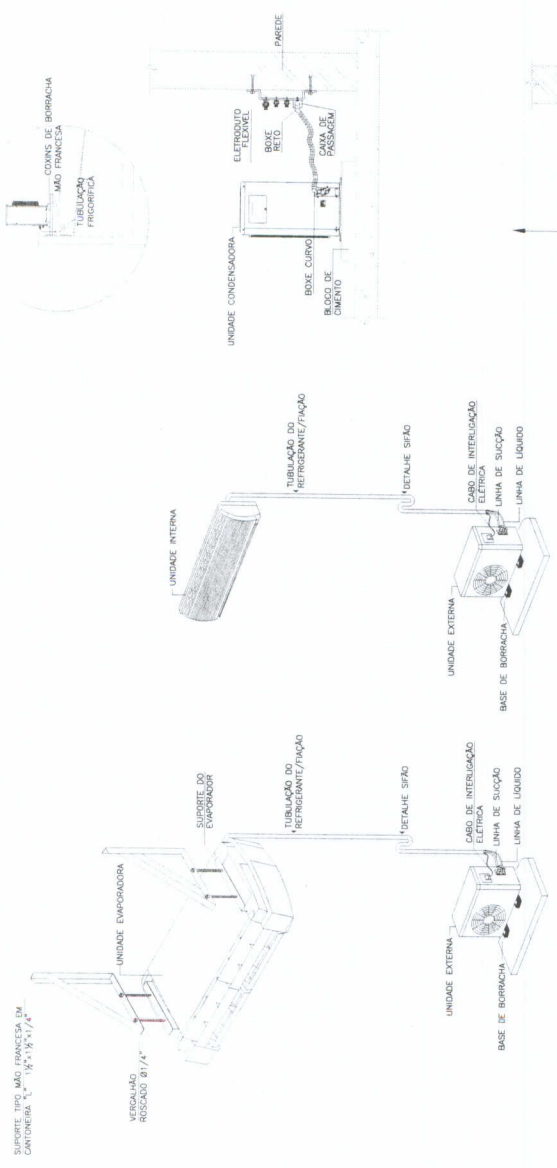 SUPORTE TIPO MÃO FRANCESA EM
CANTONEIRA "L" 1½"x1½"x1/4"
VERGALHÃO
ROSCADO Ø1/4"
UNIDADE EVAPORADORA
SUPORTE DO
EVAPORADOR
TUBULAÇÃO DO
REFRIGERANTE/FIAÇÃO
DETALHE SIFÃO
UNIDADE EXTERNA
BASE DE BORRACHA
CABO DE INTERLIGAÇÃO
ELÉTRICA
LINHA DE SUCÇÃO
LINHA DE LÍQUIDO
UNIDADE INTERNA
TUBULAÇÃO DO
REFRIGERANTE/FIAÇÃO
DETALHE SIFÃO
UNIDADE EXTERNA
BASE DE BORRACHA
CABO DE INTERLIGAÇÃO
ELÉTRICA
LINHA DE SUCÇÃO
LINHA DE LÍQUIDO
COXINS DE BORRACHA
MÃO FRANCESA
TUBULAÇÃO
FRIGORÍFICA
UNIDADE CONDENSADORA
ELETRODUTO
FLEXIVEL
BOXE
RETO
CAIXA DE
PASSAGEM
PAREDE
BOXE CURVO
BLOCO DE
CIMENTO